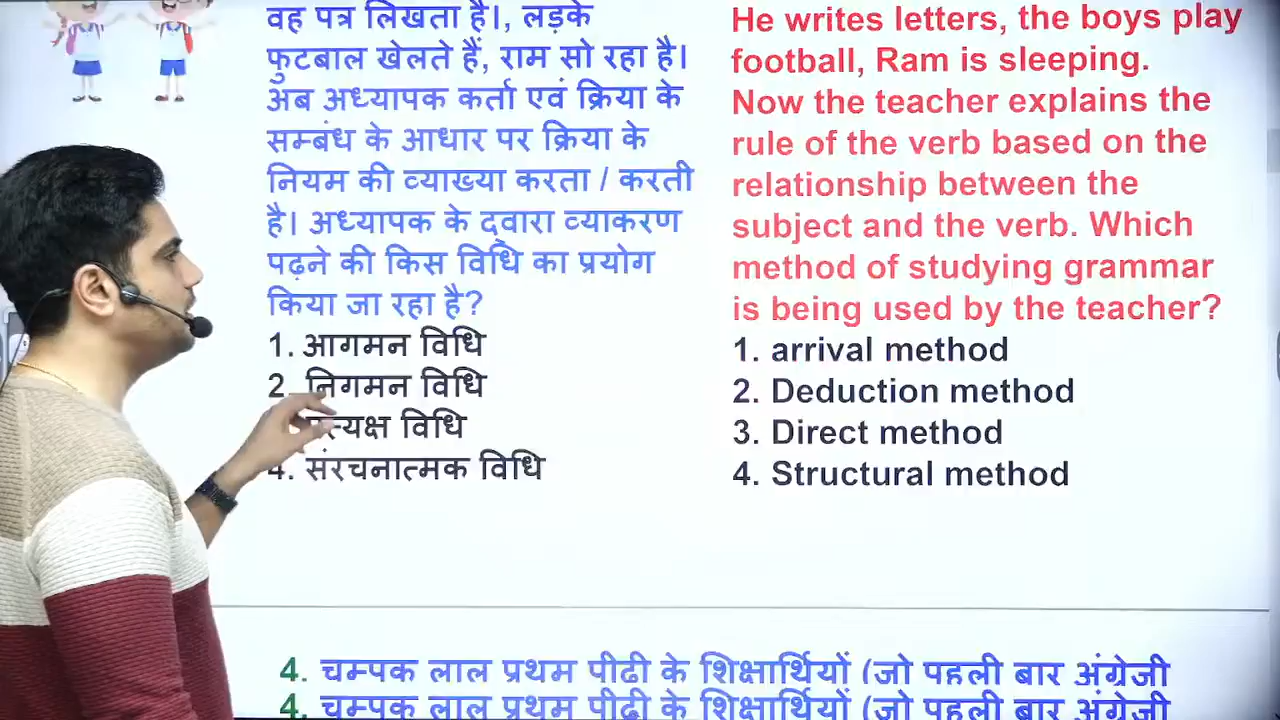 वह पत्र लिखता है।, लड़के
फुटबाल खेलते हैं, राम सो रहा है।
अब अध्यापक कर्ता एवं क्रिया के
सम्बंध के आधार पर क्रिया के
नियम की व्याख्या करता / करती
है। अध्यापक के द्वारा व्याकरण
पढ़ने की किस विधि का प्रयोग
किया जा रहा है?
1. आगमन विधि
2. निगमन विधि
विधि
4. संरचनात्मक विधि
He writes letters, the boys play
football, Ram is sleeping.
Now the teacher explains the
rule of the verb based on the
relationship between the
subject and the verb. Which
method of studying grammar
is being used by the teacher?
1. arrival method
2. Deduction method
3. Direct method
4. Structural method
4. चम्पक लाल प्रथम पीढी के शिक्षार्थियों (जो पहली बार अंग्रेजी
4. चम्पक लाल प्रथम पीढी के शिक्षार्थियों (जो पहली बार अंग्रेजी